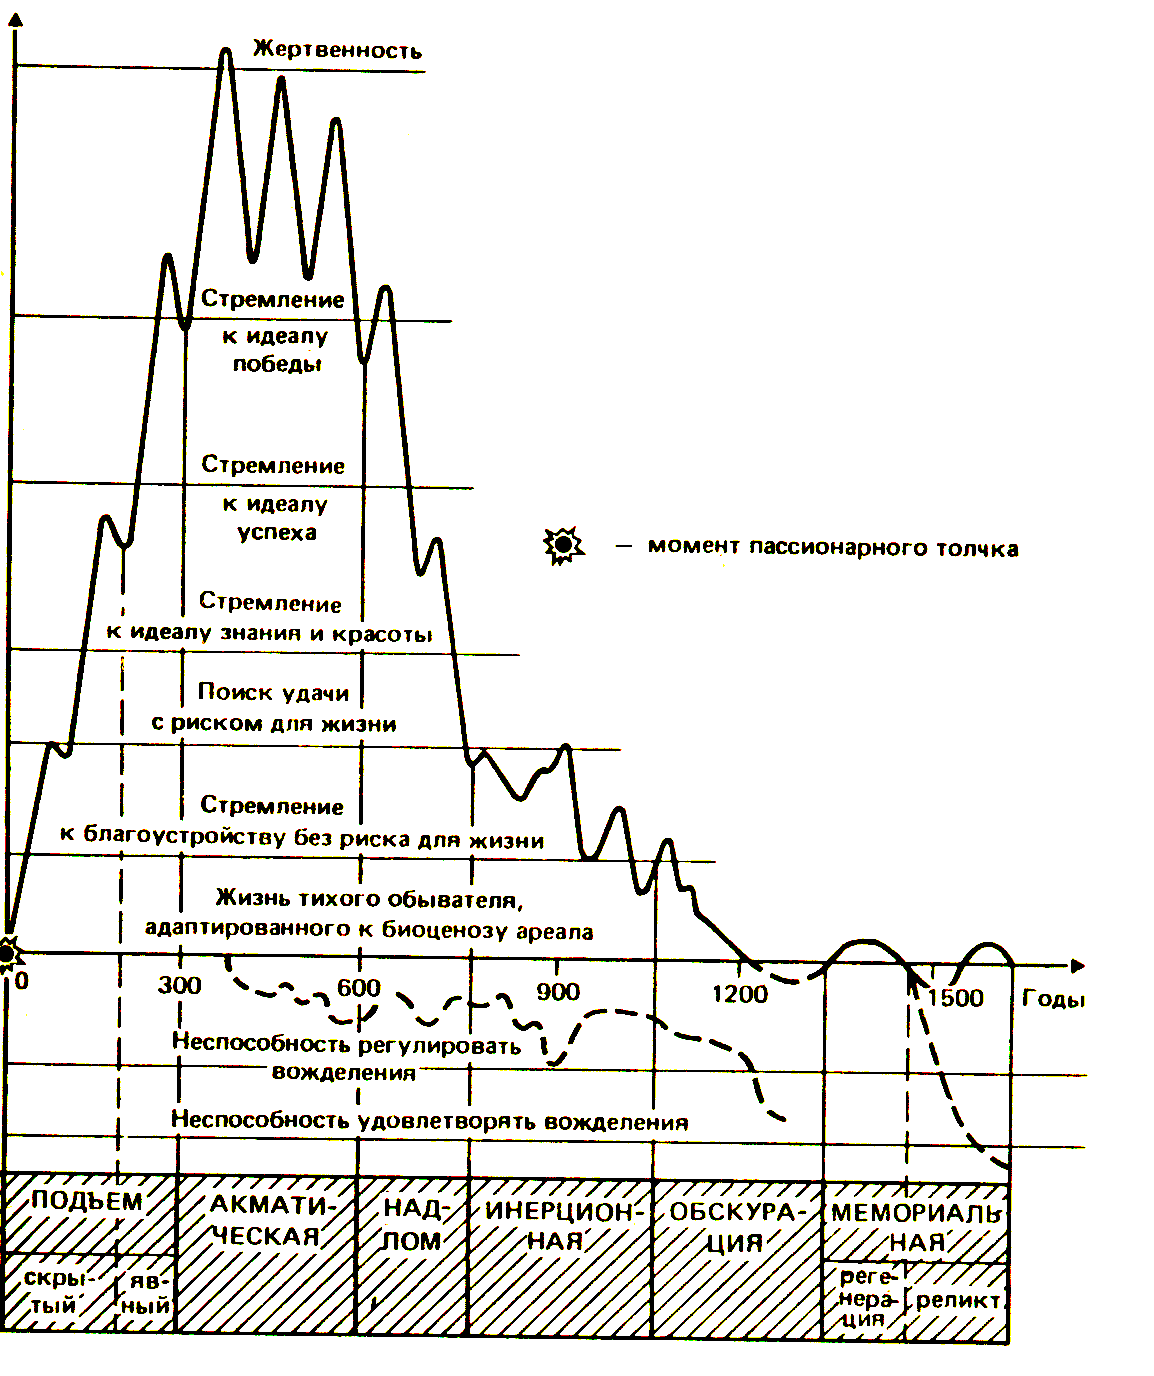 Жертвенность
Стремление
к идеалу
победы
Стремление
к идеалу
успеха
— момент пассионарного толчка
Стремление
к идеалу знания и красоты
Поиск удачи
с риском для жизни
Стремление
к благоустройству без риска для жизни
Жизнь тихого обывателя,
адаптированного к биоценозу ареала
0 300 600 900 1200 1500 Годы
Неспособность регулировать
вожделения
Неспособность удовлетворять вожделения
ПОДЪЕМ
скры-
тый
яв-
ный
АКМАТИ-
ЧЕСКАЯ
НАД-
ЛОМ
ИНЕРЦИОН-
НАЯ
ОБСКУРА-
ЦИЯ
МЕМОРИАЛЬ
НАЯ
реге-
нера-
ция
реликт